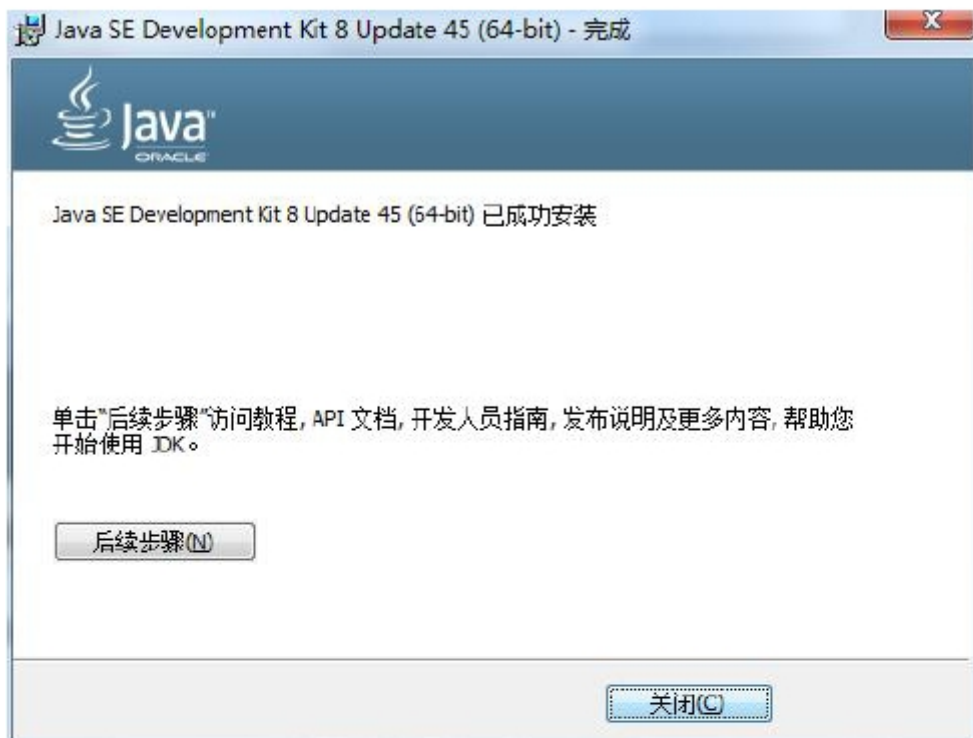 Java SE Development Kit 8 Update 45 (64-bit) - 完成
Java™
ORACLE
Java SE Development Kit 8 Update 45 (64-bit) 已成功安装
单击"后续步骤"访问教程, API 文档, 开发人员指南, 发布说明及更多内容, 帮助您
开始使用 JDK。
后续步骤(N)
关闭(C)